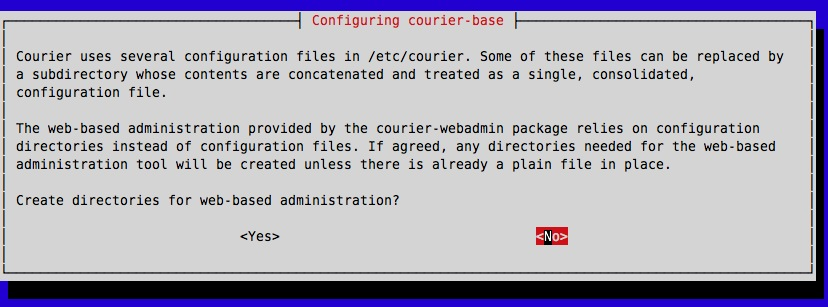 Configuring courier-base
Courier uses several configuration files in /etc/courier. Some of these files can be replaced by
a subdirectory whose contents are concatenated and treated as a single, consolidated,
configuration file.
The web-based administration provided by the courier-webadmin package relies on configuration
directories instead of configuration files. If agreed, any directories needed for the web-based
administration tool will be created unless there is already a plain file in place.
Create directories for web-based administration?
<Yes> <No>